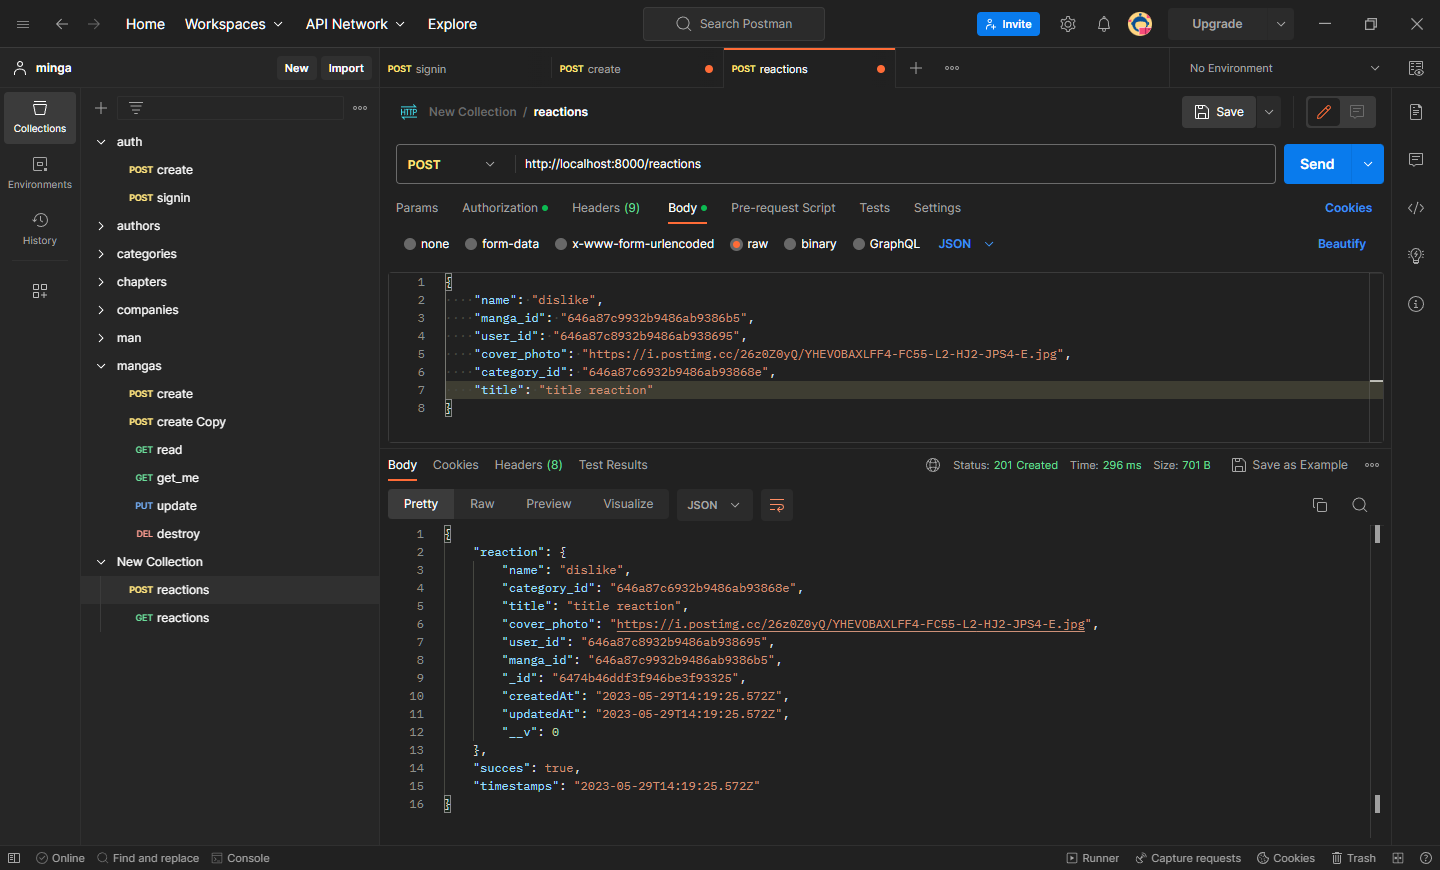 Home Workspaces API Network Explore Search Postman Invite Upgrade
minga New Import POST signin POST create POST reactions No Environment
Collections
Environments
History
auth
POST create
POST signin
authors
categories
chapters
companies
man
mangas
POST create
POST create Copy
GET read
GET get_me
PUT update
DEL destroy
New Collection
POST reactions
GET reactions
HTTP New Collection / reactions Save
POST http://localhost:8000/reactions Send
Params Authorization Headers (9) Body Pre-request Script Tests Settings Cookies
none form-data x-www-form-urlencoded raw binary GraphQL JSON Beautify
1 {
2 "name": "dislike",
3 "manga_id": "646a87c9932b9486ab9386b5",
4 "user_id": "646a87c8932b9486ab938695",
5 "cover_photo": "https://i.postimg.cc/26z0Z0yQ/YHEVOBAXLFF4-FC55-L2-HJ2-JPS4-E.jpg",
6 "category_id": "646a87c6932b9486ab93868e",
7 "title": "title reaction"
8 }
Body Cookies Headers (8) Test Results Status: 201 Created Time: 296 ms Size: 701 B Save as Example
Pretty Raw Preview Visualize JSON
1 {
2 "reaction": {
3 "name": "dislike",
4 "category_id": "646a87c6932b9486ab93868e",
5 "title": "title reaction",
6 "cover_photo": "https://i.postimg.cc/26z0Z0yQ/YHEVOBAXLFF4-FC55-L2-HJ2-JPS4-E.jpg",
7 "user_id": "646a87c8932b9486ab938695",
8 "manga_id": "646a87c9932b9486ab9386b5",
9 "_id": "6474b46ddf3f946be3f93325",
10 "createdAt": "2023-05-29T14:19:25.572Z",
11 "updatedAt": "2023-05-29T14:19:25.572Z",
12 "__v": 0
13 },
14 "succes": true,
15 "timestamps": "2023-05-29T14:19:25.572Z"
16 }
Online Find and replace Console Runner Capture requests Cookies Trash